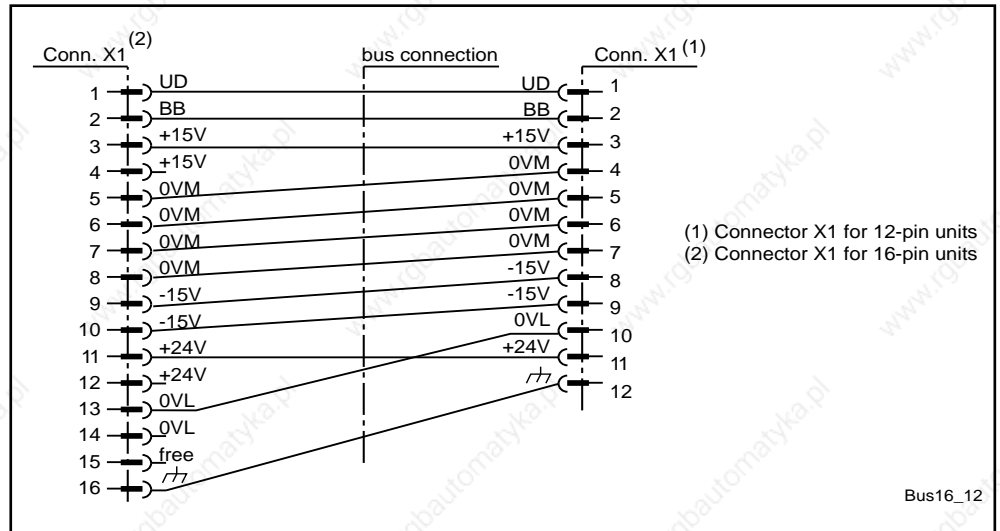 Conn. X1 (2) bus connection Conn. X1 (1)
1 UD UD 1
2 BB BB 2
3 +15V +15V 3
4 +15V 0VM 4
5 0VM 0VM 5
6 0VM 0VM 6
7 0VM 0VM 7
8 0VM -15V 8
9 -15V -15V 9
10 -15V 0VL 10
11 +24V +24V 11
12 +24V 12
13 0VL
14 0VL
15 free
16
(1) Connector X1 for 12-pin units
(2) Connector X1 for 16-pin units
Bus16_12
www.rgbautomatyka.pl